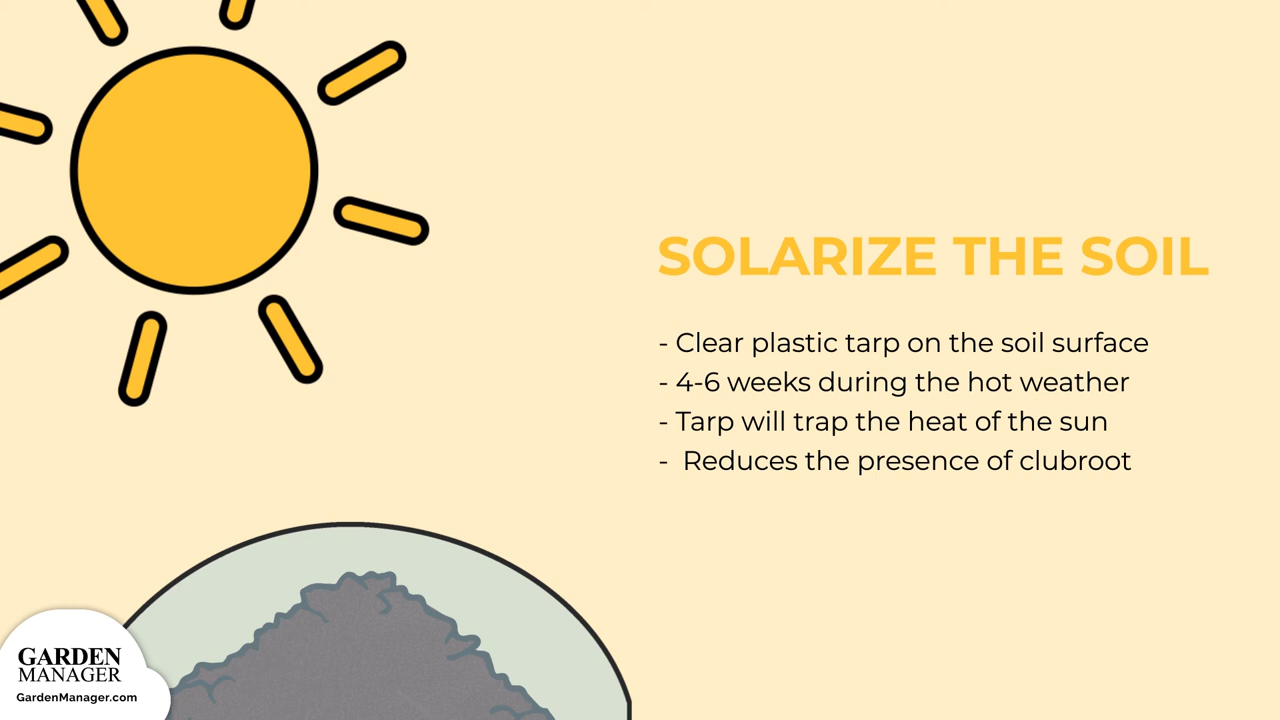 SOLARIZE THE SOIL
- Clear plastic tarp on the soil surface
- 4-6 weeks during the hot weather
- Tarp will trap the heat of the sun
- Reduces the presence of clubroot
GARDEN
MANAGER
GardenManager.com